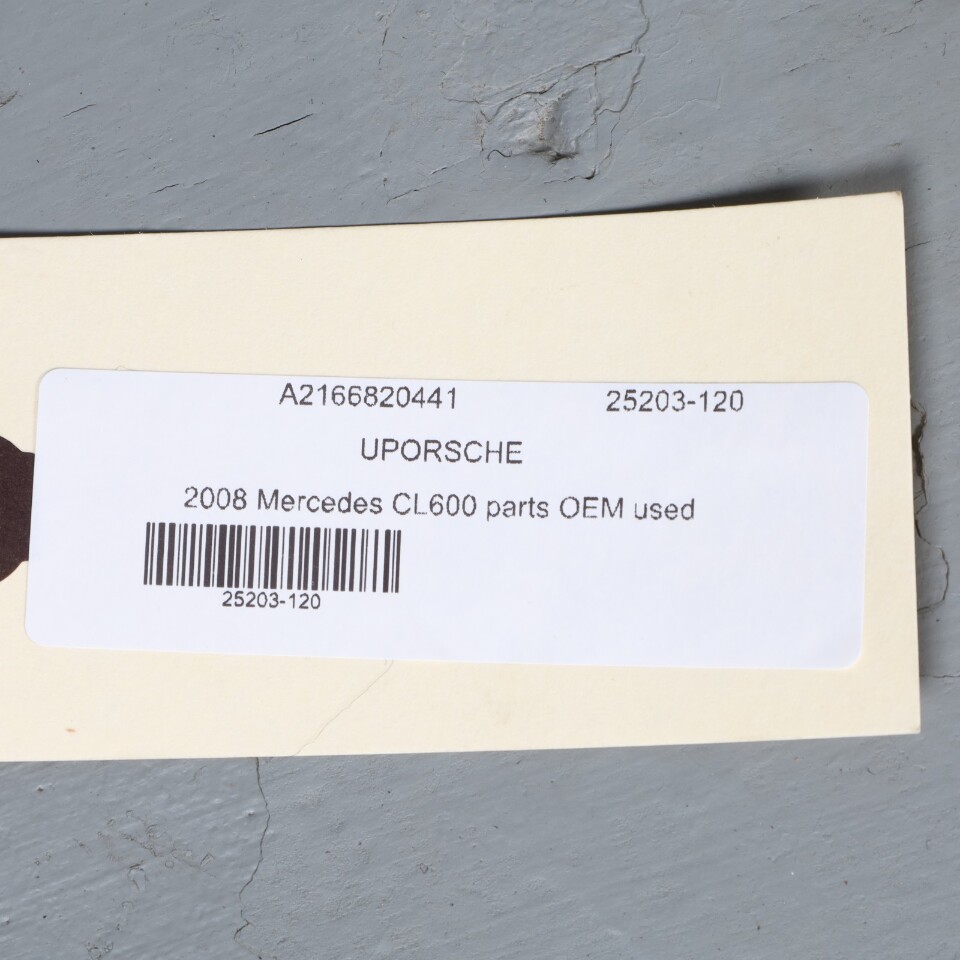 A2166820441 25203-120
UPORSCHE
2008 Mercedes CL600 parts OEM used
25203-120